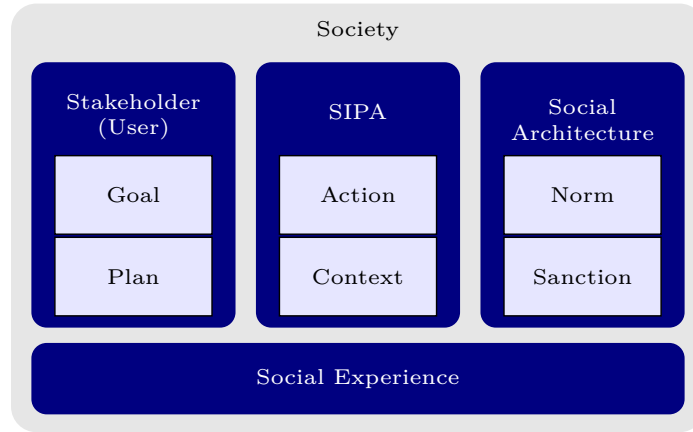 Society
Stakeholder
(User)
Goal
Plan
SIPA
Action
Context
Social
Architecture
Norm
Sanction
Social Experience